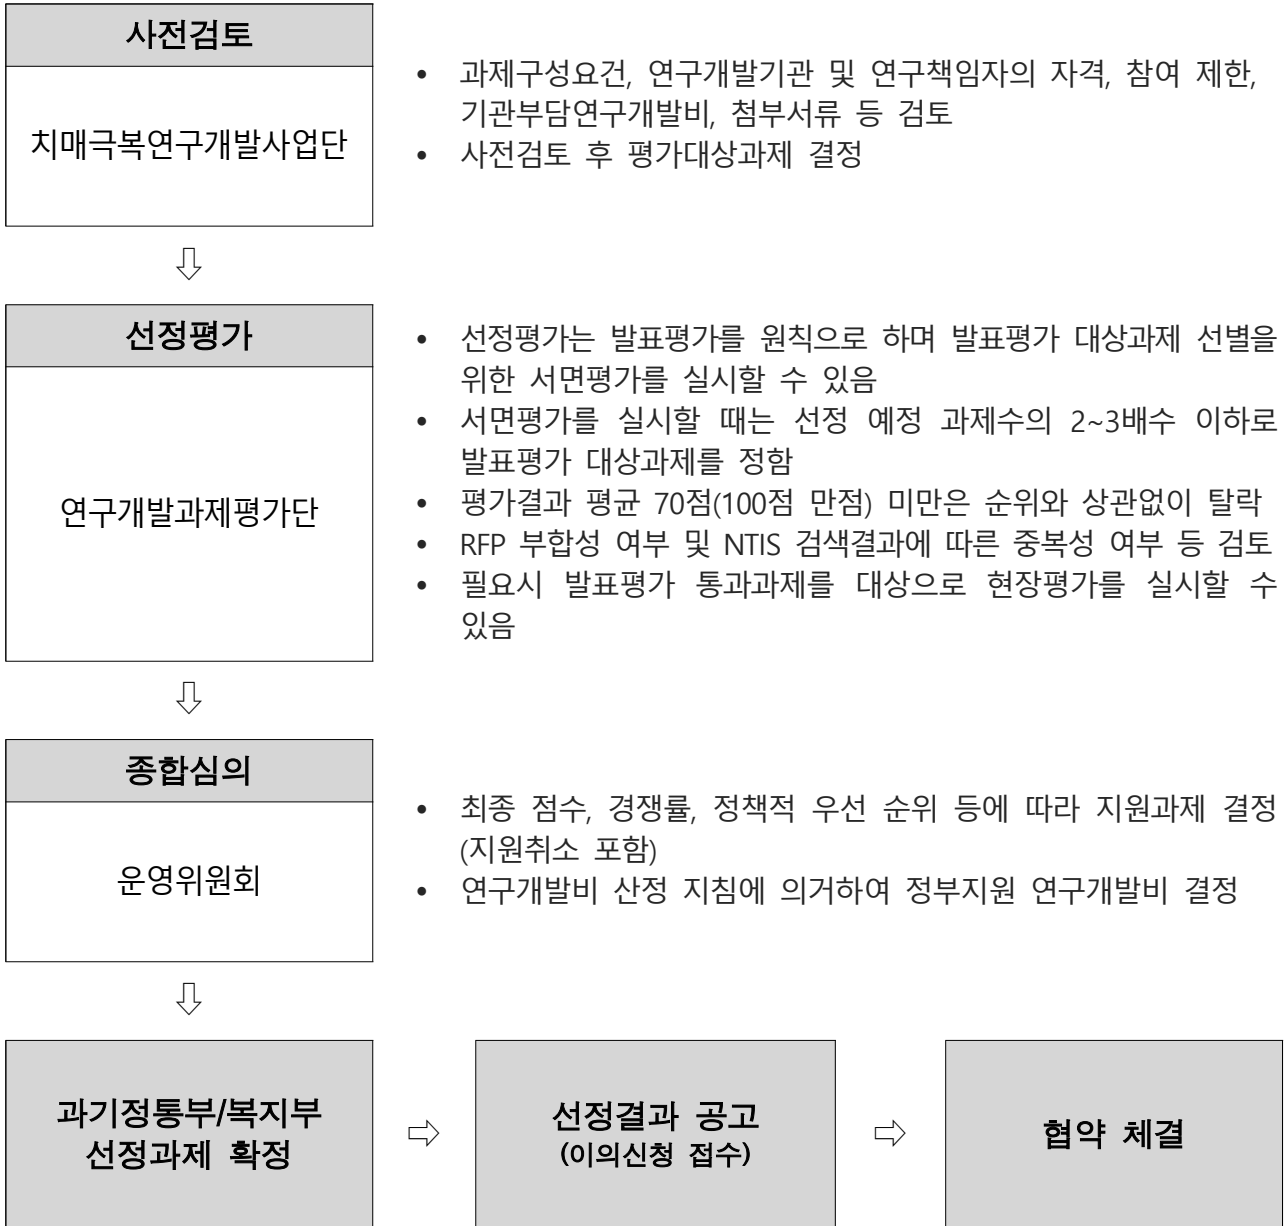 사전검토
치매극복연구개발사업단
• 과제구성요건, 연구개발기관 및 연구책임자의 자격, 참여 제한,
기관부담연구개발비, 첨부서류 등 검토
• 사전검토 후 평가대상과제 결정
⇩
선정평가
연구개발과제평가단
• 선정평가는 발표평가를 원칙으로 하며 발표평가 대상과제 선별을
위한 서면평가를 실시할 수 있음
• 서면평가를 실시할 때는 선정 예정 과제수의 2~3배수 이하로
발표평가 대상과제를 정함
• 평가결과 평균 70점(100점 만점) 미만은 순위와 상관없이 탈락
• RFP 부합성 여부 및 NTIS 검색결과에 따른 중복성 여부 등 검토
• 필요시 발표평가 통과과제를 대상으로 현장평가를 실시할 수
있음
⇩
종합심의
운영위원회
• 최종 점수, 경쟁률, 정책적 우선 순위 등에 따라 지원과제 결정
(지원취소 포함)
• 연구개발비 산정 지침에 의거하여 정부지원 연구개발비 결정
⇩
과기정통부/복지부
선정과제 확정
⇨
선정결과 공고
(이의신청 접수)
⇨
협약 체결